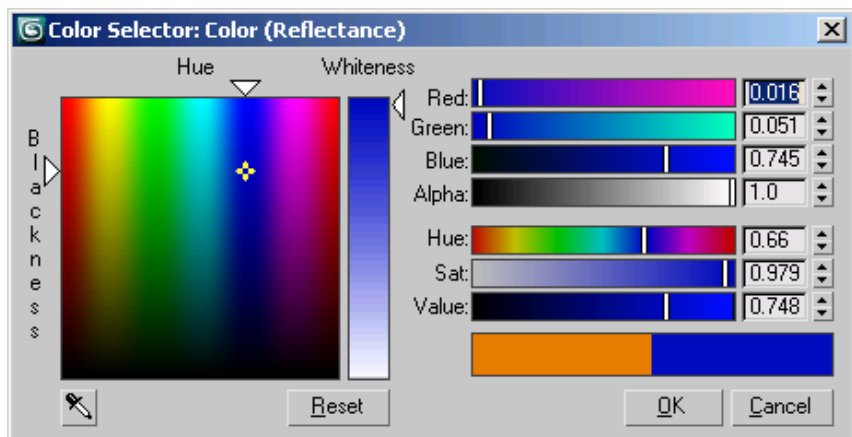 Color Selector: Color (Reflectance)
Hue Whiteness
Blackness
Red: 0.016
Green: 0.051
Blue: 0.745
Alpha: 1.0
Hue: 0.66
Sat: 0.979
Value: 0.748
Reset OK Cancel